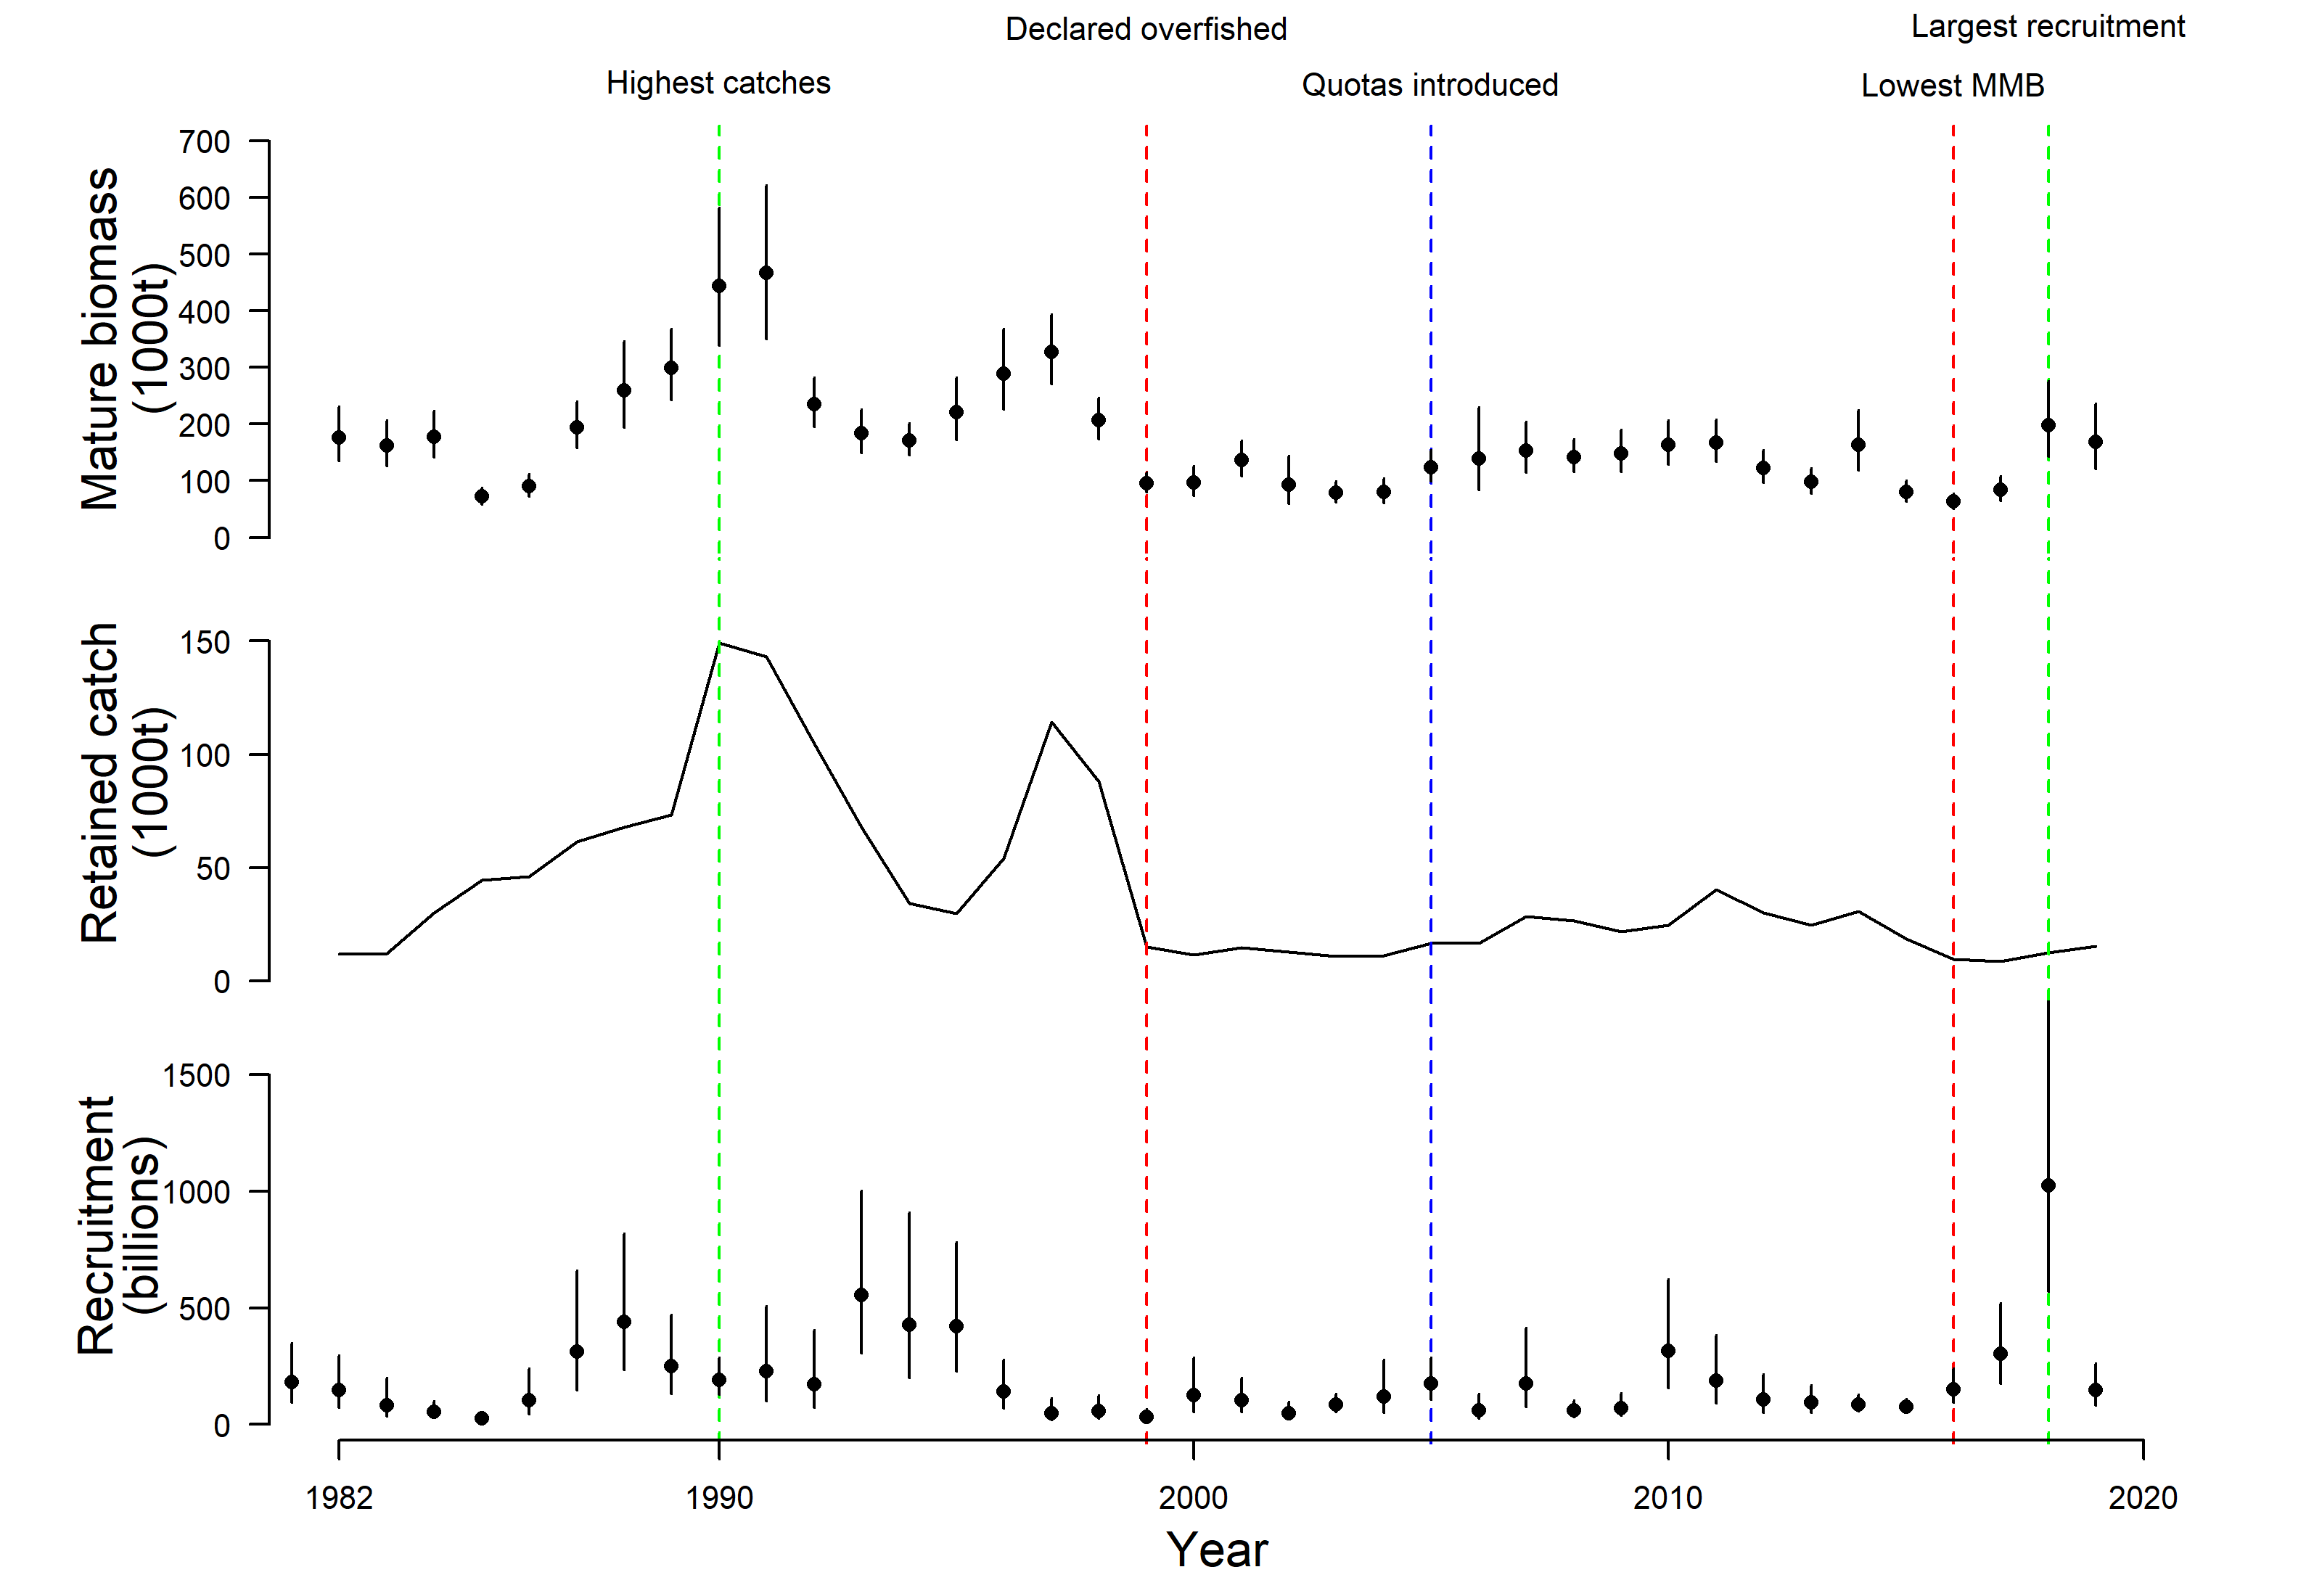 Declared overfished
Largest recruitment
Highest catches
Quotas introduced
Lowest MMB
Mature biomass
(1000t)
700
600
500
400
300
200
100
0
Retained catch
(1000t)
150
100
50
0
Recruitment
(billions)
1500
1000
500
0
1982
1990
2000
2010
2020
Year